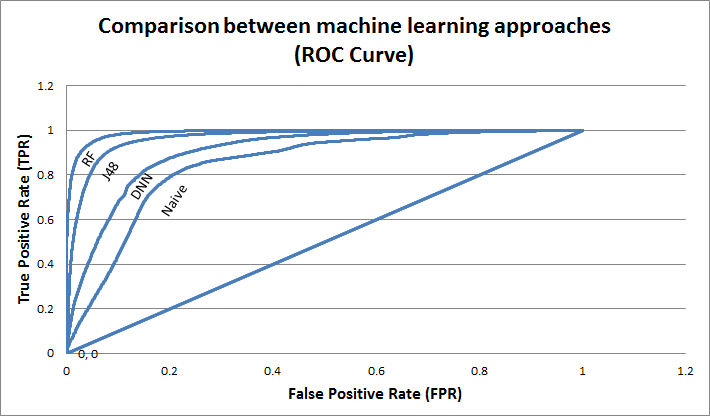 Comparison between machine learning approaches
(ROC Curve)
True Positive Rate (TPR)
1.2
1
0.8
0.6
0.4
0.2
0
RF
J48
DNN
Naive
0, 0
0
0.2
0.4
0.6
0.8
1
1.2
False Positive Rate (FPR)